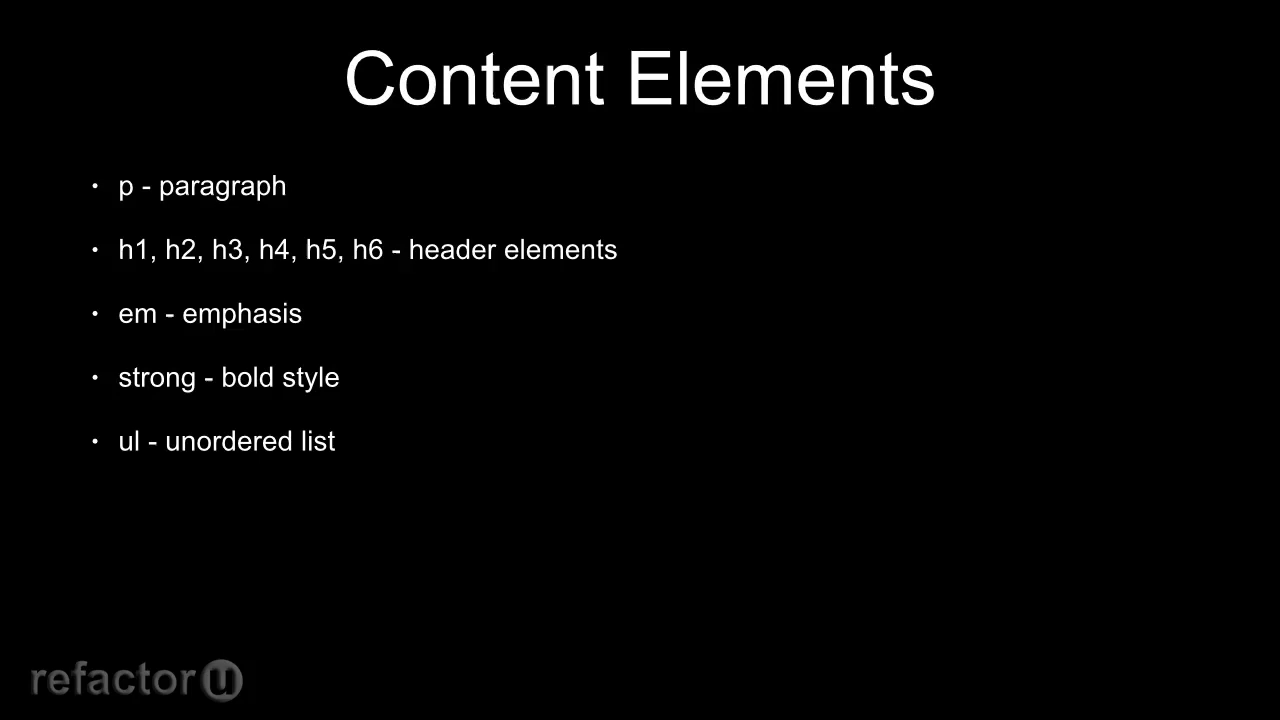 Content Elements
• p - paragraph
• h1, h2, h3, h4, h5, h6 - header elements
• em - emphasis
• strong - bold style
• ul - unordered list
refactor u